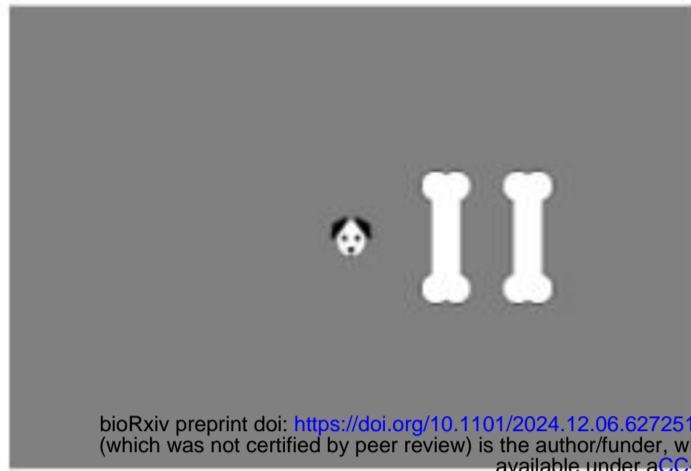 bioRxiv preprint doi: https://doi.org/10.1101/2024.12.06.627251
(which was not certified by peer review) is the author/funder, w
available under aCC